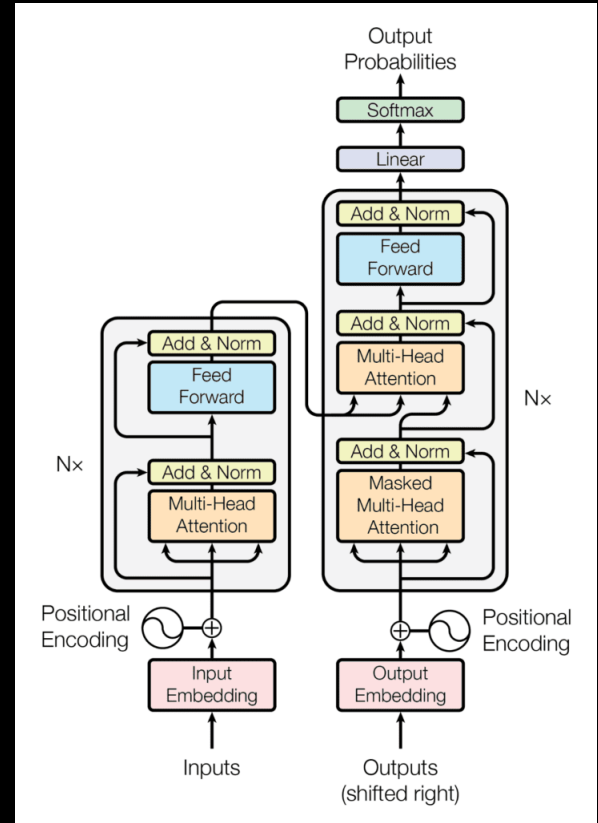 Output
Probabilities
Softmax
Linear
Add & Norm
Feed
Forward
Add & Norm
Multi-Head
Attention
Add & Norm
Masked
Multi-Head
Attention
N×
Add & Norm
Feed
Forward
Add & Norm
Multi-Head
Attention
N×
Positional
Encoding
Positional
Encoding
Input
Embedding
Output
Embedding
Inputs
Outputs
(shifted right)